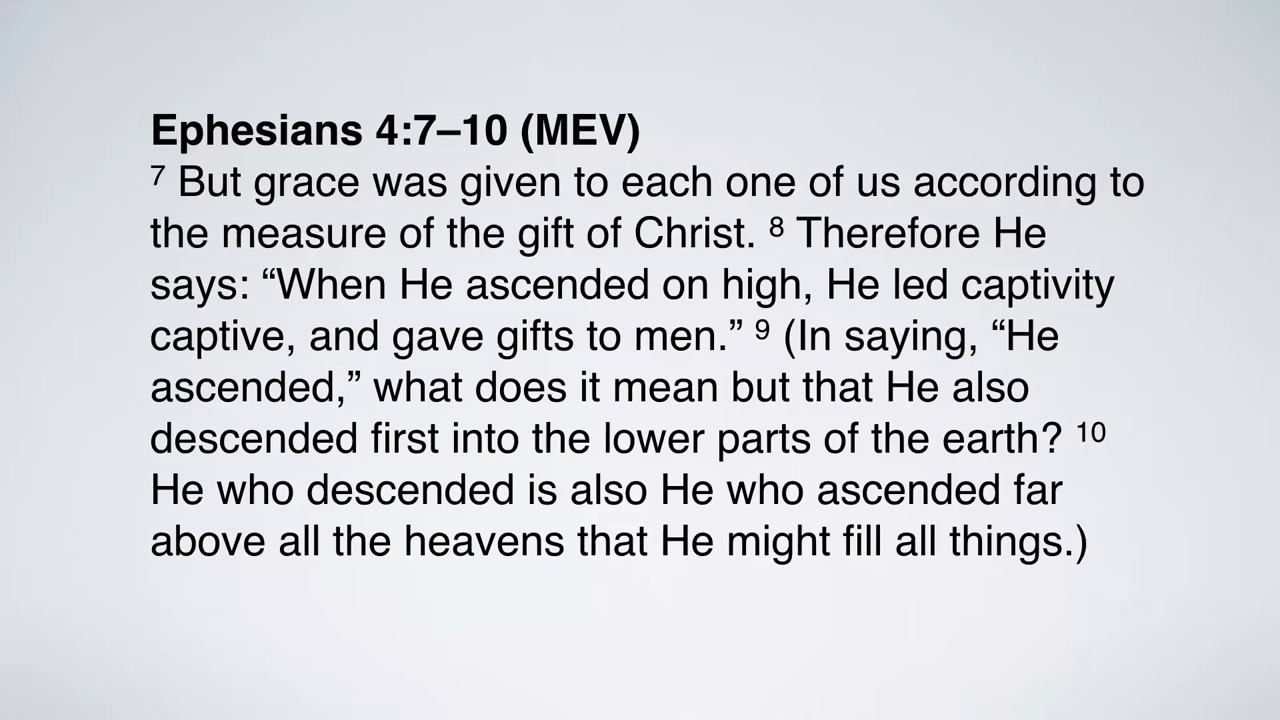 Ephesians 4:7–10 (MEV)
⁷ But grace was given to each one of us according to
the measure of the gift of Christ. ⁸ Therefore He
says: “When He ascended on high, He led captivity
captive, and gave gifts to men.” ⁹ (In saying, “He
ascended,” what does it mean but that He also
descended first into the lower parts of the earth? ¹⁰
He who descended is also He who ascended far
above all the heavens that He might fill all things.)